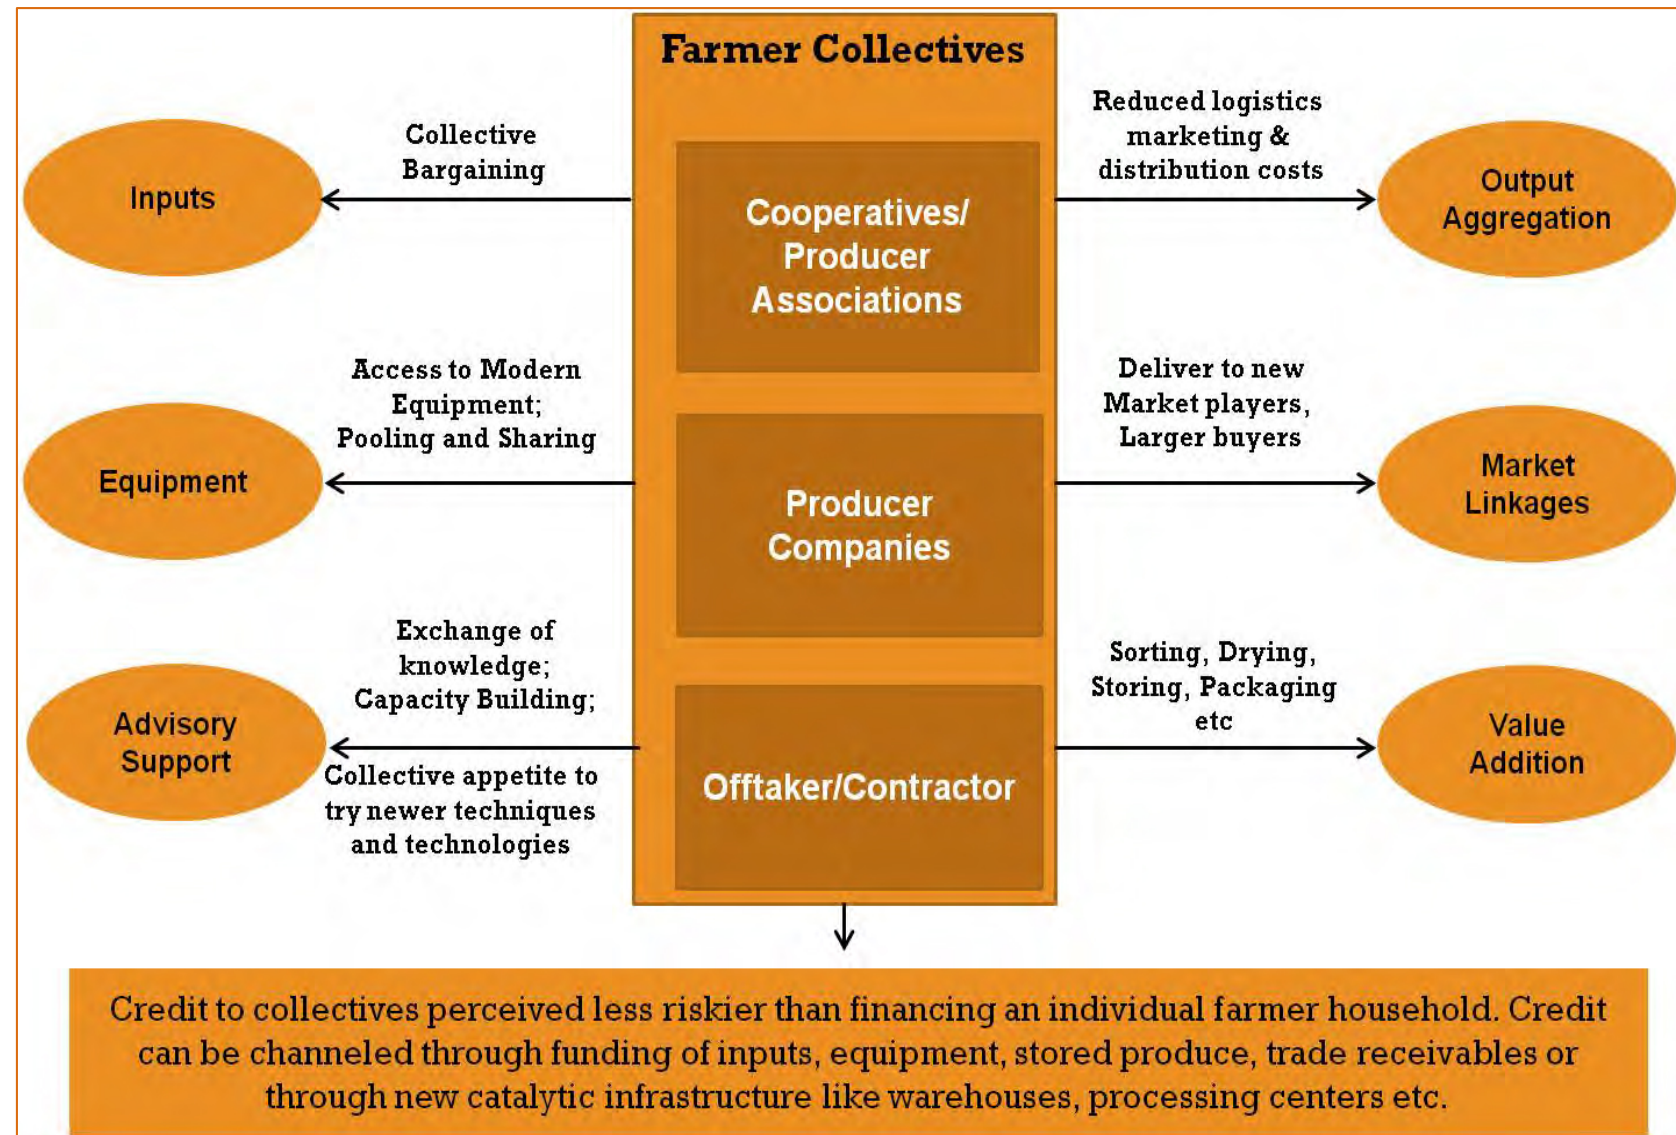 Farmer Collectives
Collective
Bargaining
Inputs
Access to Modern
Equipment;
Pooling and Sharing
Equipment
Exchange of
knowledge;
Capacity Building;
Advisory
Support
Collective appetite to
try newer techniques
and technologies
Cooperatives/
Producer
Associations
Producer
Companies
Offtaker/Contractor
Reduced logistics
marketing &
distribution costs
Output
Aggregation
Deliver to new
Market players,
Larger buyers
Market
Linkages
Sorting, Drying,
Storing, Packaging
etc
Value
Addition
Credit to collectives perceived less riskier than financing an individual farmer household. Credit
can be channeled through funding of inputs, equipment, stored produce, trade receivables or
through new catalytic infrastructure like warehouses, processing centers etc.